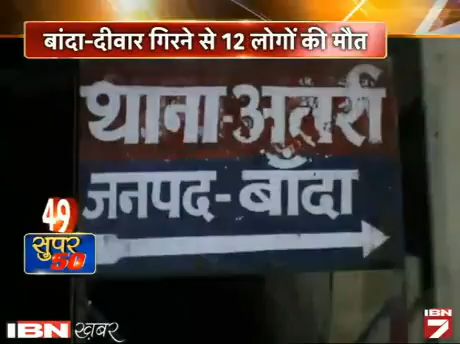 बांदा-दीवार गिरने से 12 लोगों की मौत
थाना-अतर्रा
जनपद-बाँदा
49
सुपर
50
IBN ख़बर
IBN
7